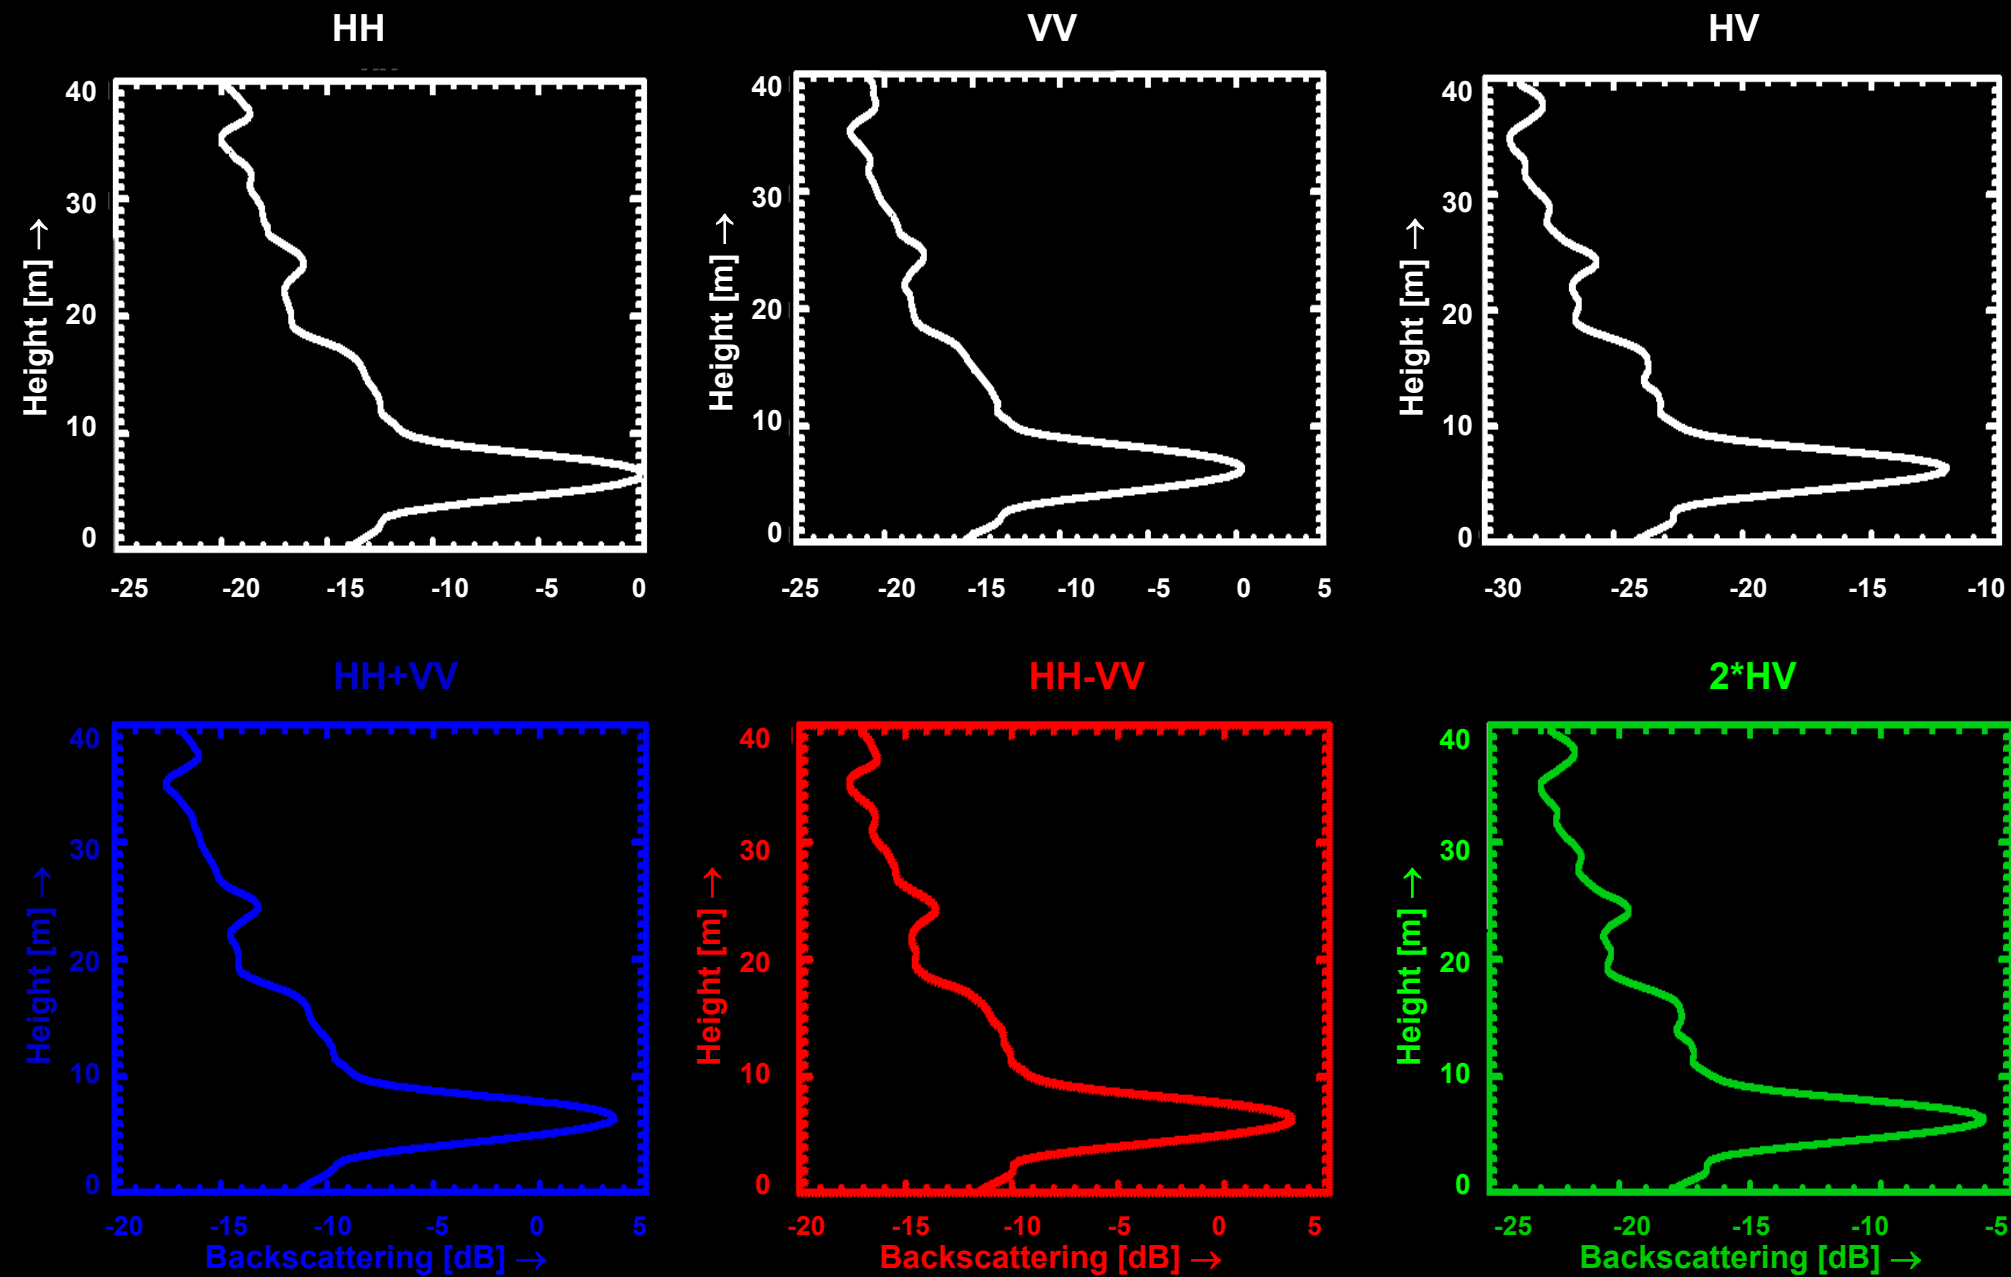 HH VV HV
40 40 40
30 30 30
20 20 20
10 10 10
0 0 0
Height [m] → Height [m] → Height [m] →
-25 -20 -15 -10 -5 0 -25 -20 -15 -10 -5 0 5 -30 -25 -20 -15 -10
HH+VV HH-VV 2*HV
40 40 40
30 30 30
20 20 20
10 10 10
0 0 0
Height [m] → Height [m] → Height [m] →
-20 -15 -10 -5 0 5 -20 -15 -10 -5 0 5 -25 -20 -15 -10 -5
Backscattering [dB] → Backscattering [dB] → Backscattering [dB] →